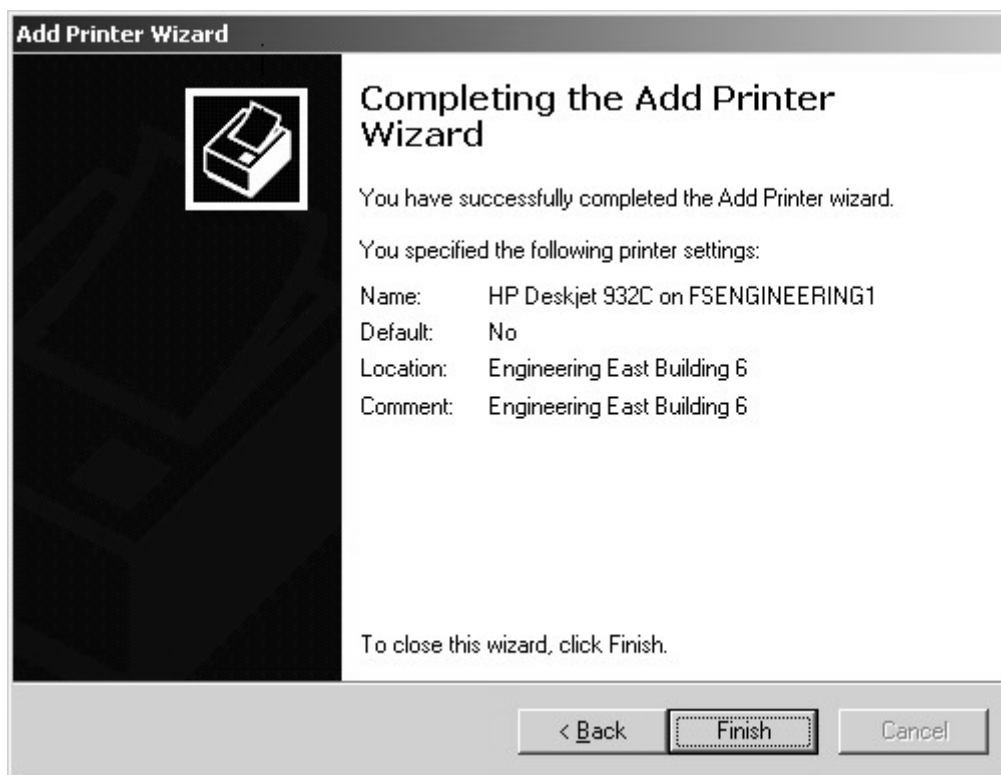 Add Printer Wizard
Completing the Add Printer
Wizard
You have successfully completed the Add Printer wizard.
You specified the following printer settings:
Name: HP Deskjet 932C on FSENGINEERING1
Default: No
Location: Engineering East Building 6
Comment: Engineering East Building 6
To close this wizard, click Finish.
< Back Finish Cancel